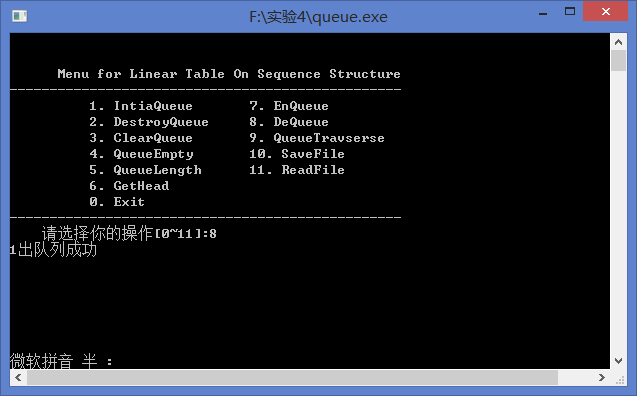 F:\实验4\queue.exe
Menu for Linear Table On Sequence Structure
------------------------------------------------
1. IntiaQueue 7. EnQueue
2. DestroyQueue 8. DeQueue
3. ClearQueue 9. QueueTravserse
4. QueueEmpty 10. SaveFile
5. QueueLength 11. ReadFile
6. GetHead
0. Exit
------------------------------------------------
请选择你的操作[0~11]:8
1出队列成功
微软拼音 半 :